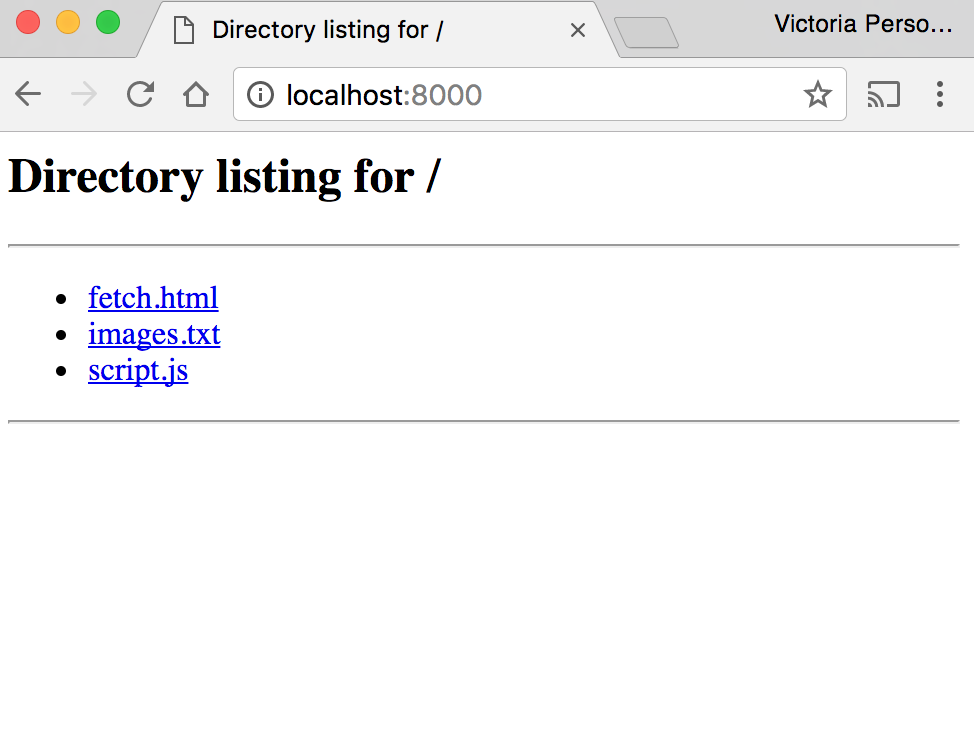 Directory listing for /
Victoria Perso...
localhost:8000
Directory listing for /
fetch.html
images.txt
script.js